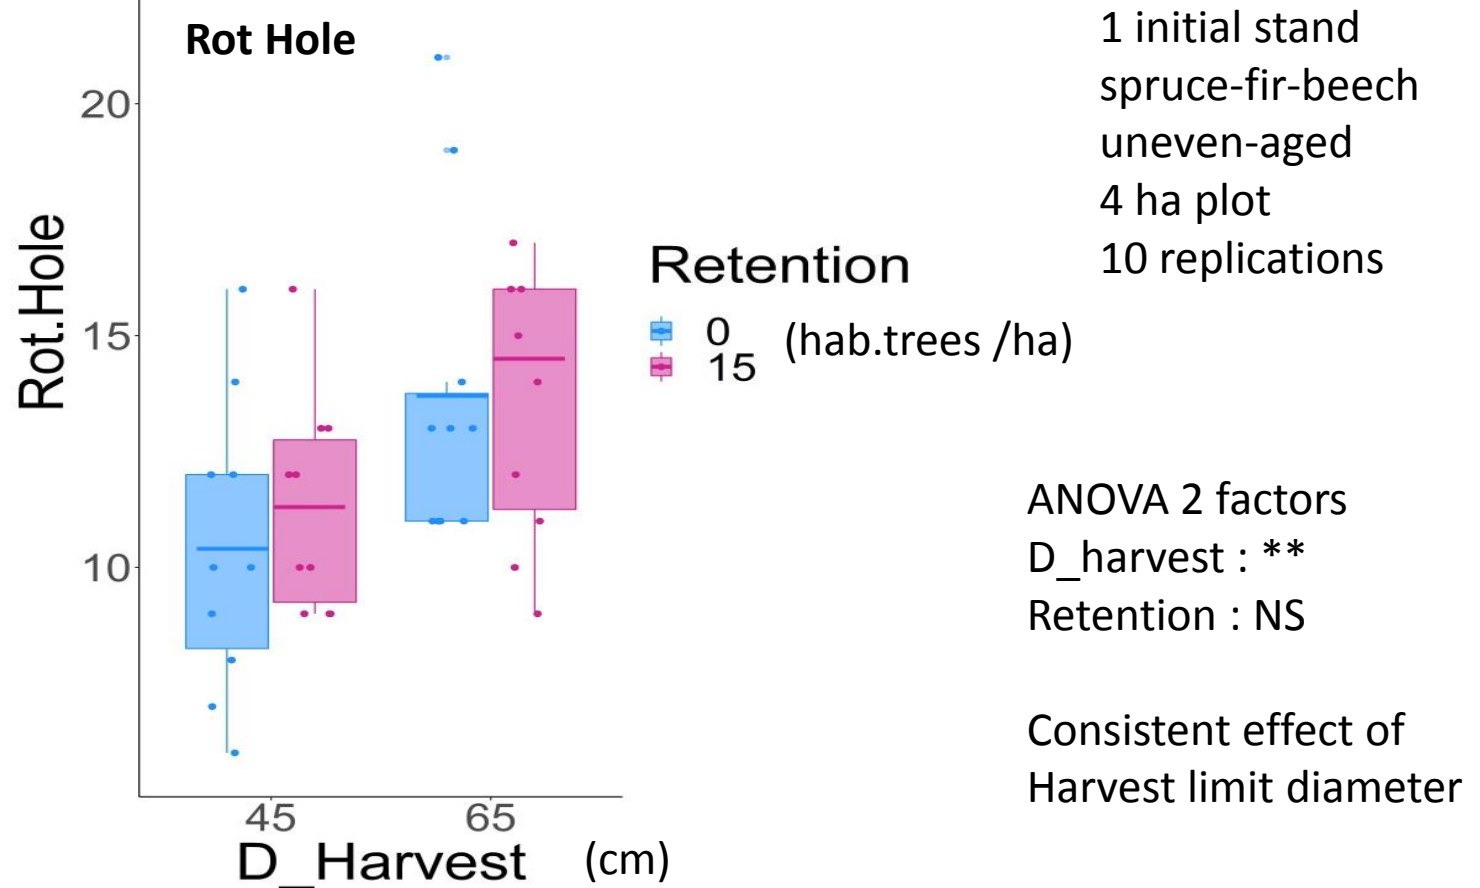 Rot Hole
20
15
10
Rot.Hole
45
65
D_Harvest (cm)
Retention
0
15
(hab.trees /ha)
1 initial stand
spruce-fir-beech
uneven-aged
4 ha plot
10 replications
ANOVA 2 factors
D_harvest : **
Retention : NS
Consistent effect of
Harvest limit diameter